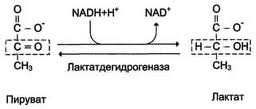 O
C – O⁻
C = O
CH₃
Пируват
NADH+H⁺ NAD⁺
Лактатдегидрогеназа
O
C – O⁻
H – C – OH
CH₃
Лактат